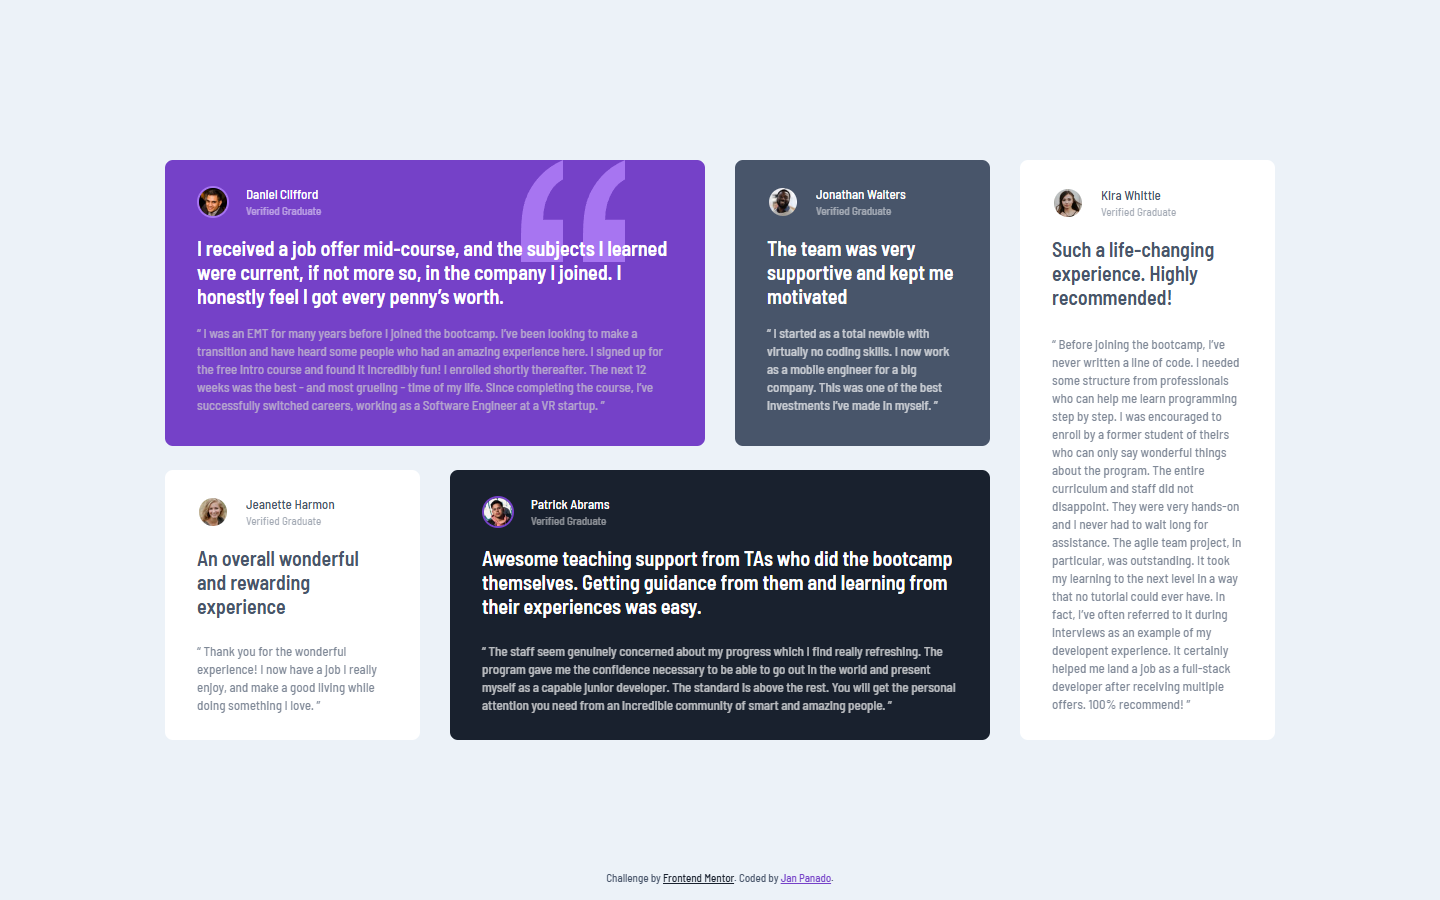 Daniel Clifford
Verified Graduate
I received a job offer mid-course, and the subjects I learned
were current, if not more so, in the company I joined. I
honestly feel I got every penny’s worth.
“ I was an EMT for many years before I joined the bootcamp. I’ve been looking to make a
transition and have heard some people who had an amazing experience here. I signed up for
the free intro course and found it incredibly fun! I enrolled shortly thereafter. The next 12
weeks was the best - and most grueling - time of my life. Since completing the course, I’ve
successfully switched careers, working as a Software Engineer at a VR startup. ”
Jonathan Walters
Verified Graduate
The team was very
supportive and kept me
motivated
“ I started as a total newbie with
virtually no coding skills. I now work
as a mobile engineer for a big
company. This was one of the best
investments I’ve made in myself. ”
Kira Whittle
Verified Graduate
Such a life-changing
experience. Highly
recommended!
“ Before joining the bootcamp, I’ve
never written a line of code. I needed
some structure from professionals
who can help me learn programming
step by step. I was encouraged to
enroll by a former student of theirs
who can only say wonderful things
about the program. The entire
curriculum and staff did not
disappoint. They were very hands-on
and I never had to wait long for
assistance. The agile team project, in
particular, was outstanding. It took
my learning to the next level in a way
that no tutorial could ever have. In
fact, I’ve often referred to it during
interviews as an example of my
developent experience. It certainly
helped me land a job as a full-stack
developer after receiving multiple
offers. 100% recommend! ”
Jeanette Harmon
Verified Graduate
An overall wonderful
and rewarding
experience
“ Thank you for the wonderful
experience! I now have a job I really
enjoy, and make a good living while
doing something I love. ”
Patrick Abrams
Verified Graduate
Awesome teaching support from TAs who did the bootcamp
themselves. Getting guidance from them and learning from
their experiences was easy.
“ The staff seem genuinely concerned about my progress which I find really refreshing. The
program gave me the confidence necessary to be able to go out in the world and present
myself as a capable junior developer. The standard is above the rest. You will get the personal
attention you need from an incredible community of smart and amazing people. ”
Challenge by Frontend Mentor. Coded by Jan Panado.